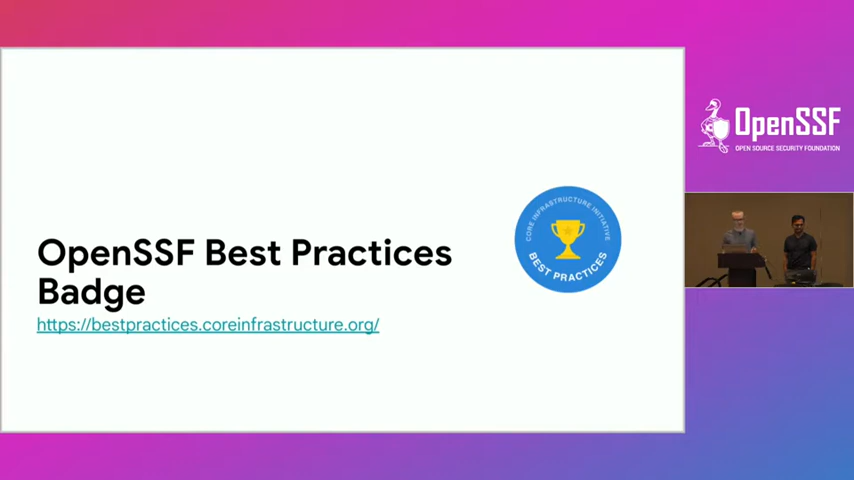 OpenSSF Best Practices
Badge
https://bestpractices.coreinfrastructure.org/
CORE INFRASTRUCTURE INITIATIVE
BEST PRACTICES
OpenSSF
OPEN SOURCE SECURITY FOUNDATION